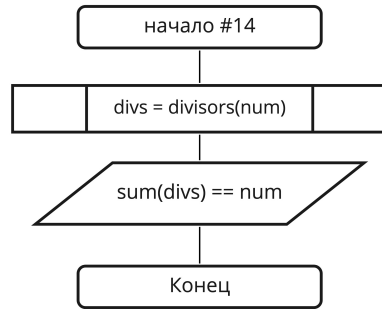 начало #14
divs = divisors(num)
sum(divs) == num
Конец